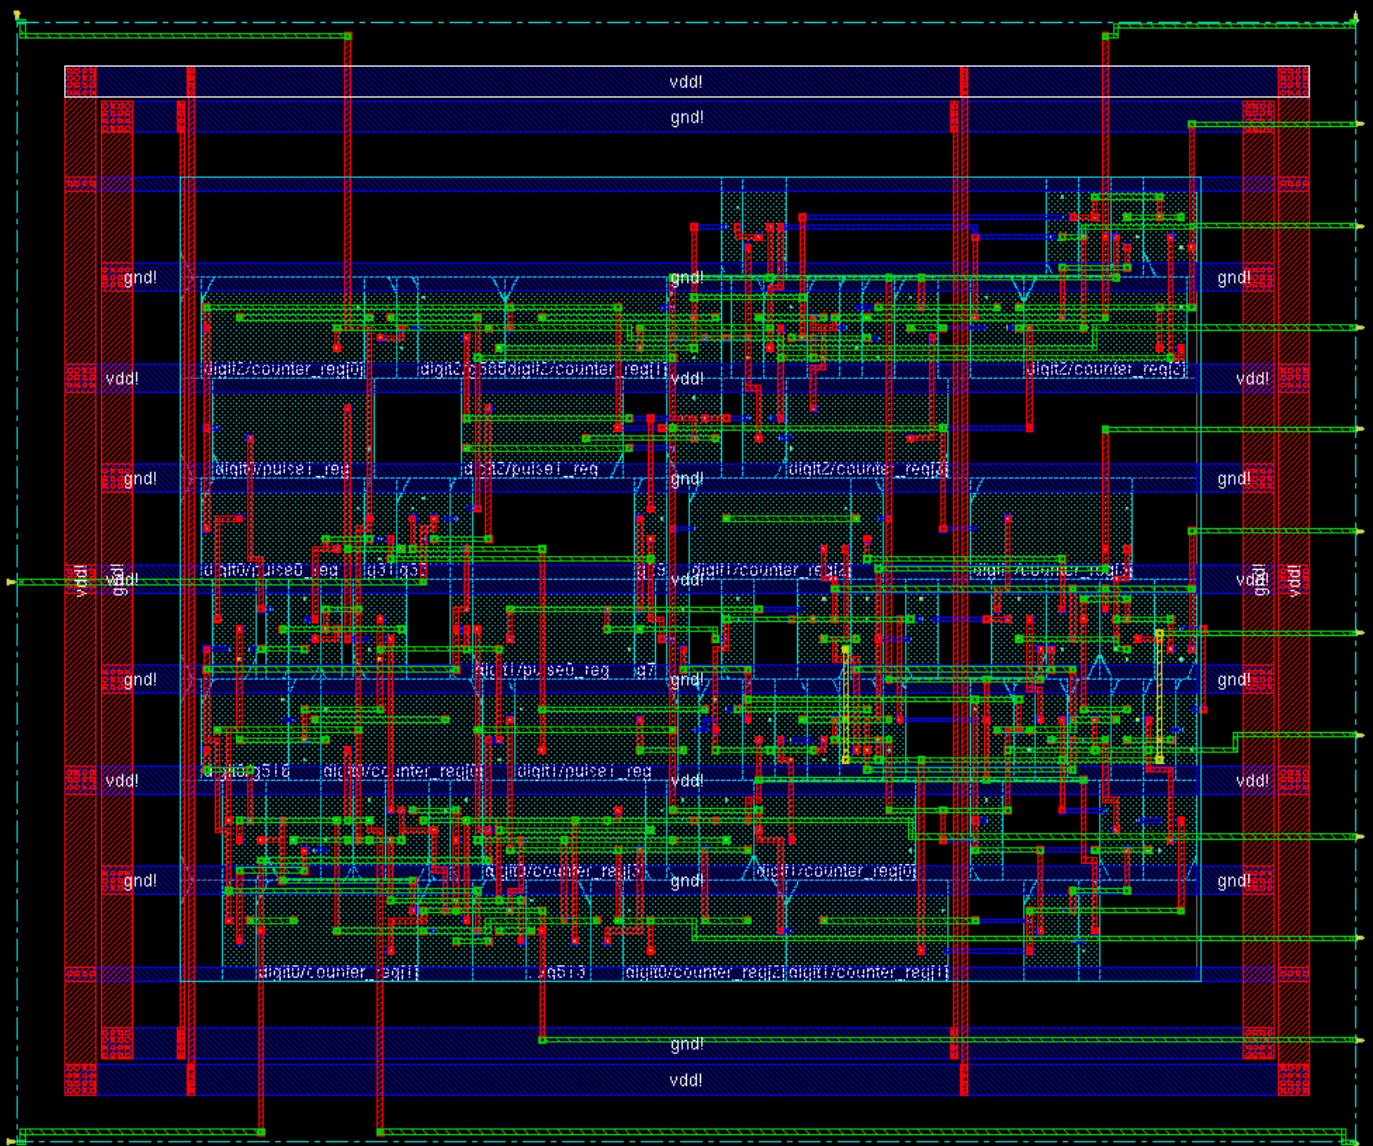 vdd!
gnd!
gnd! gnd! gnd!
digit2/counter_reg[0] digit2/counter_reg[1] digit2/counter_reg[2]
vdd! vdd! vdd!
digit0/pulse1_reg digit2/pulse1_reg digit2/counter_reg[3]
gnd! gnd! gnd!
digit0/pulse0_reg digit1/counter_reg[2]
vdd! gnd! vdd! vdd! vdd! gnd! vdd!
digit1/pulse0_reg g7
gnd! gnd! gnd!
digit1/pulse1_reg
vdd! vdd! vdd!
digit0/counter_reg[3] digit1/counter_reg[0]
gnd! gnd! gnd!
digit0/counter_reg[1] g513 digit0/counter_reg[2] digit1/counter_reg[1]
gnd!
vdd!